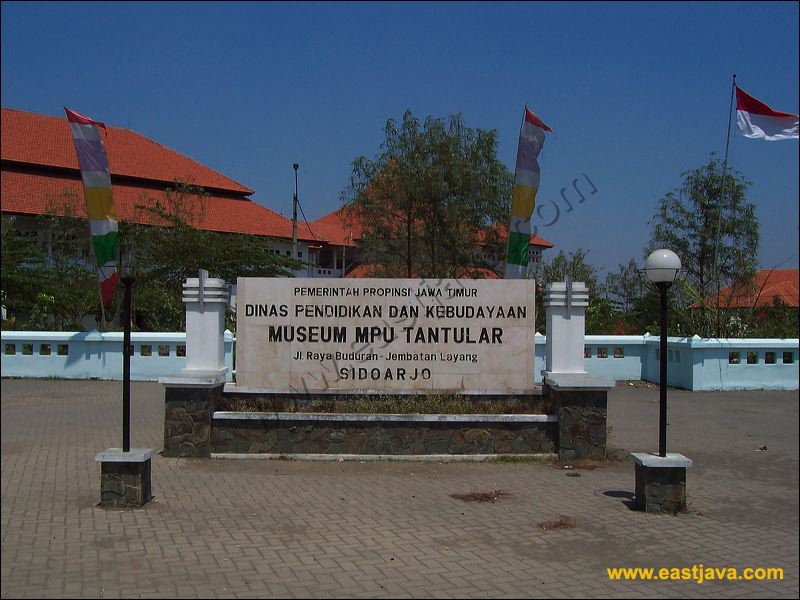 PEMERINTAH PROPINSI JAWA TIMUR
DINAS PENDIDIKAN DAN KEBUDAYAAN
MUSEUM MPU TANTULAR
Jl. Raya Buduran - Jembatan Layang
SIDOARJO
www.eastjava.com